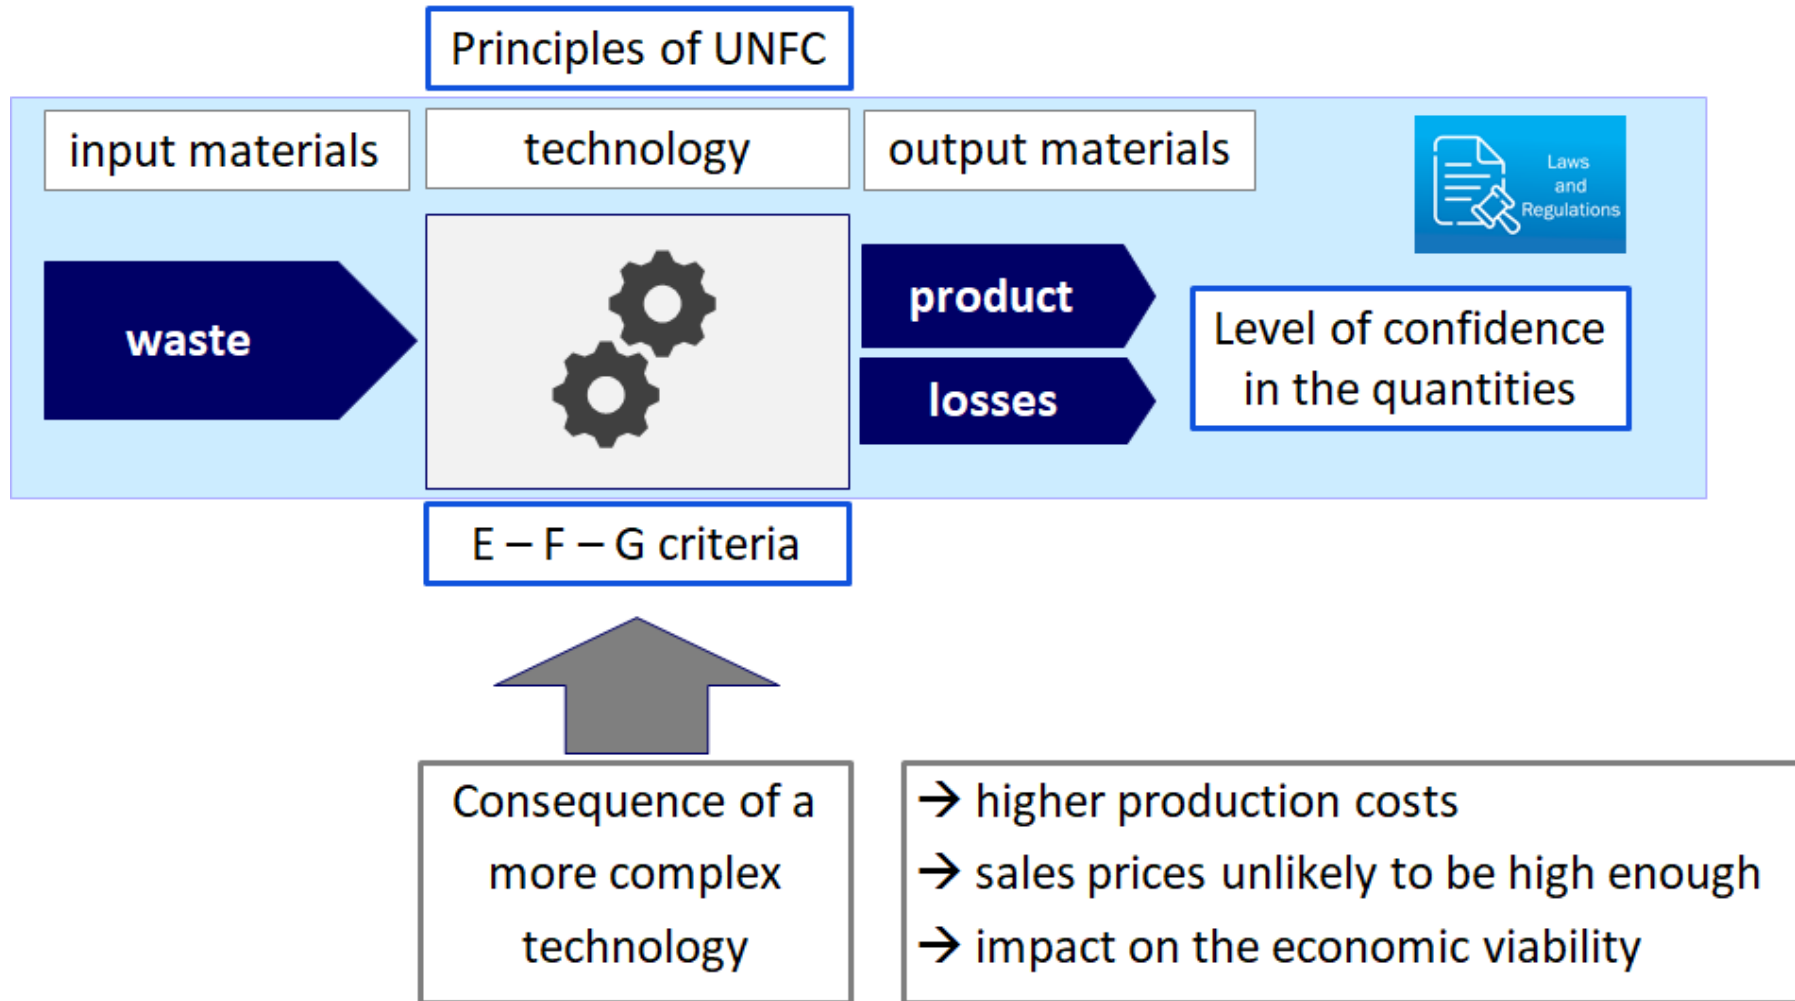 Principles of UNFC
input materials
technology
output materials
Laws
and
Regulations
waste
product
losses
Level of confidence
in the quantities
E – F – G criteria
Consequence of a
more complex
technology
→ higher production costs
→ sales prices unlikely to be high enough
→ impact on the economic viability